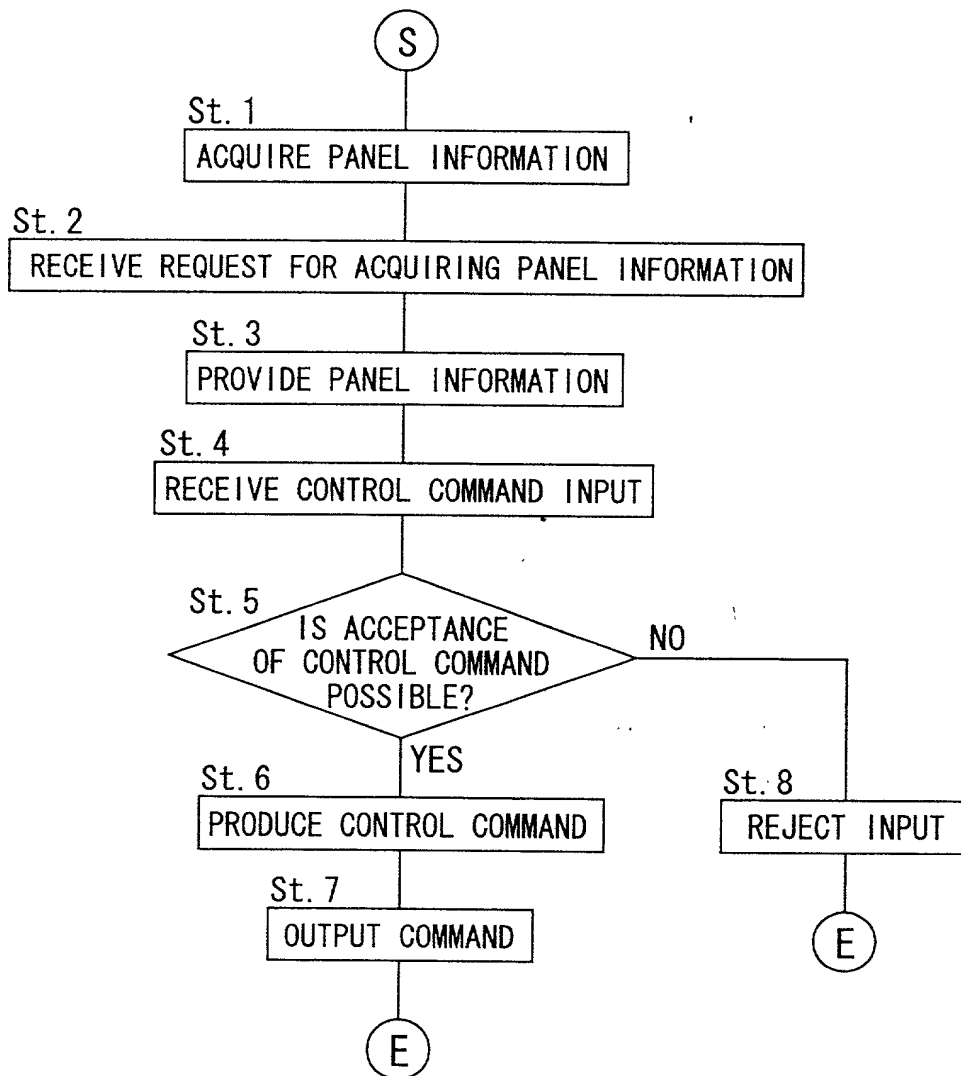 S
St. 1
ACQUIRE PANEL INFORMATION
St. 2
RECEIVE REQUEST FOR ACQUIRING PANEL INFORMATION
St. 3
PROVIDE PANEL INFORMATION
St. 4
RECEIVE CONTROL COMMAND INPUT
St. 5
IS ACCEPTANCE
OF CONTROL COMMAND
POSSIBLE?
NO
YES
St. 6
PRODUCE CONTROL COMMAND
St. 7
OUTPUT COMMAND
E
St. 8
REJECT INPUT
E